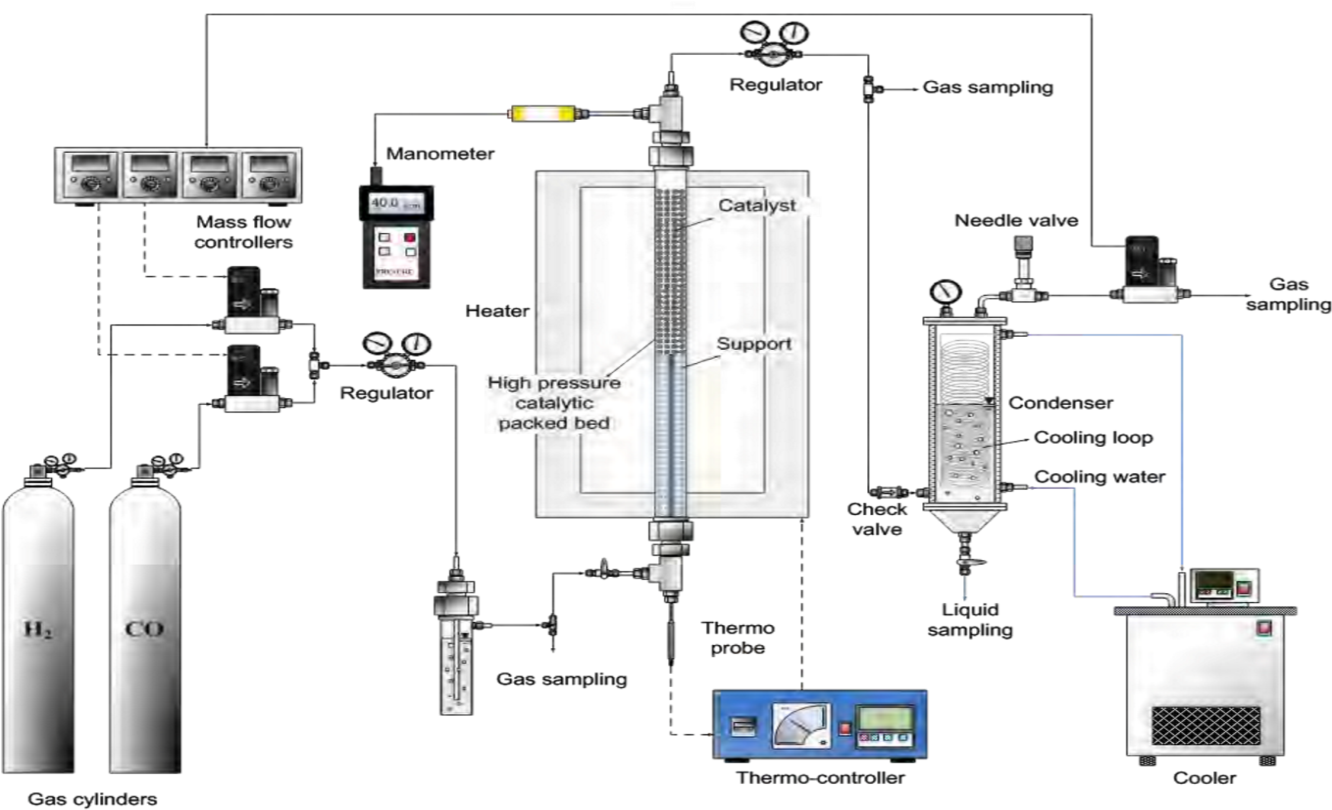 Regulator
Gas sampling
Manometer
40.0
Mass flow
controllers
Catalyst
Needle valve
Heater
Gas
sampling
Support
Regulator
High pressure
catalytic
packed bed
Condenser
Cooling loop
Cooling water
Check
valve
H₂
CO
Liquid
sampling
Thermo
probe
Gas sampling
Thermo-controller
Cooler
Gas cylinders